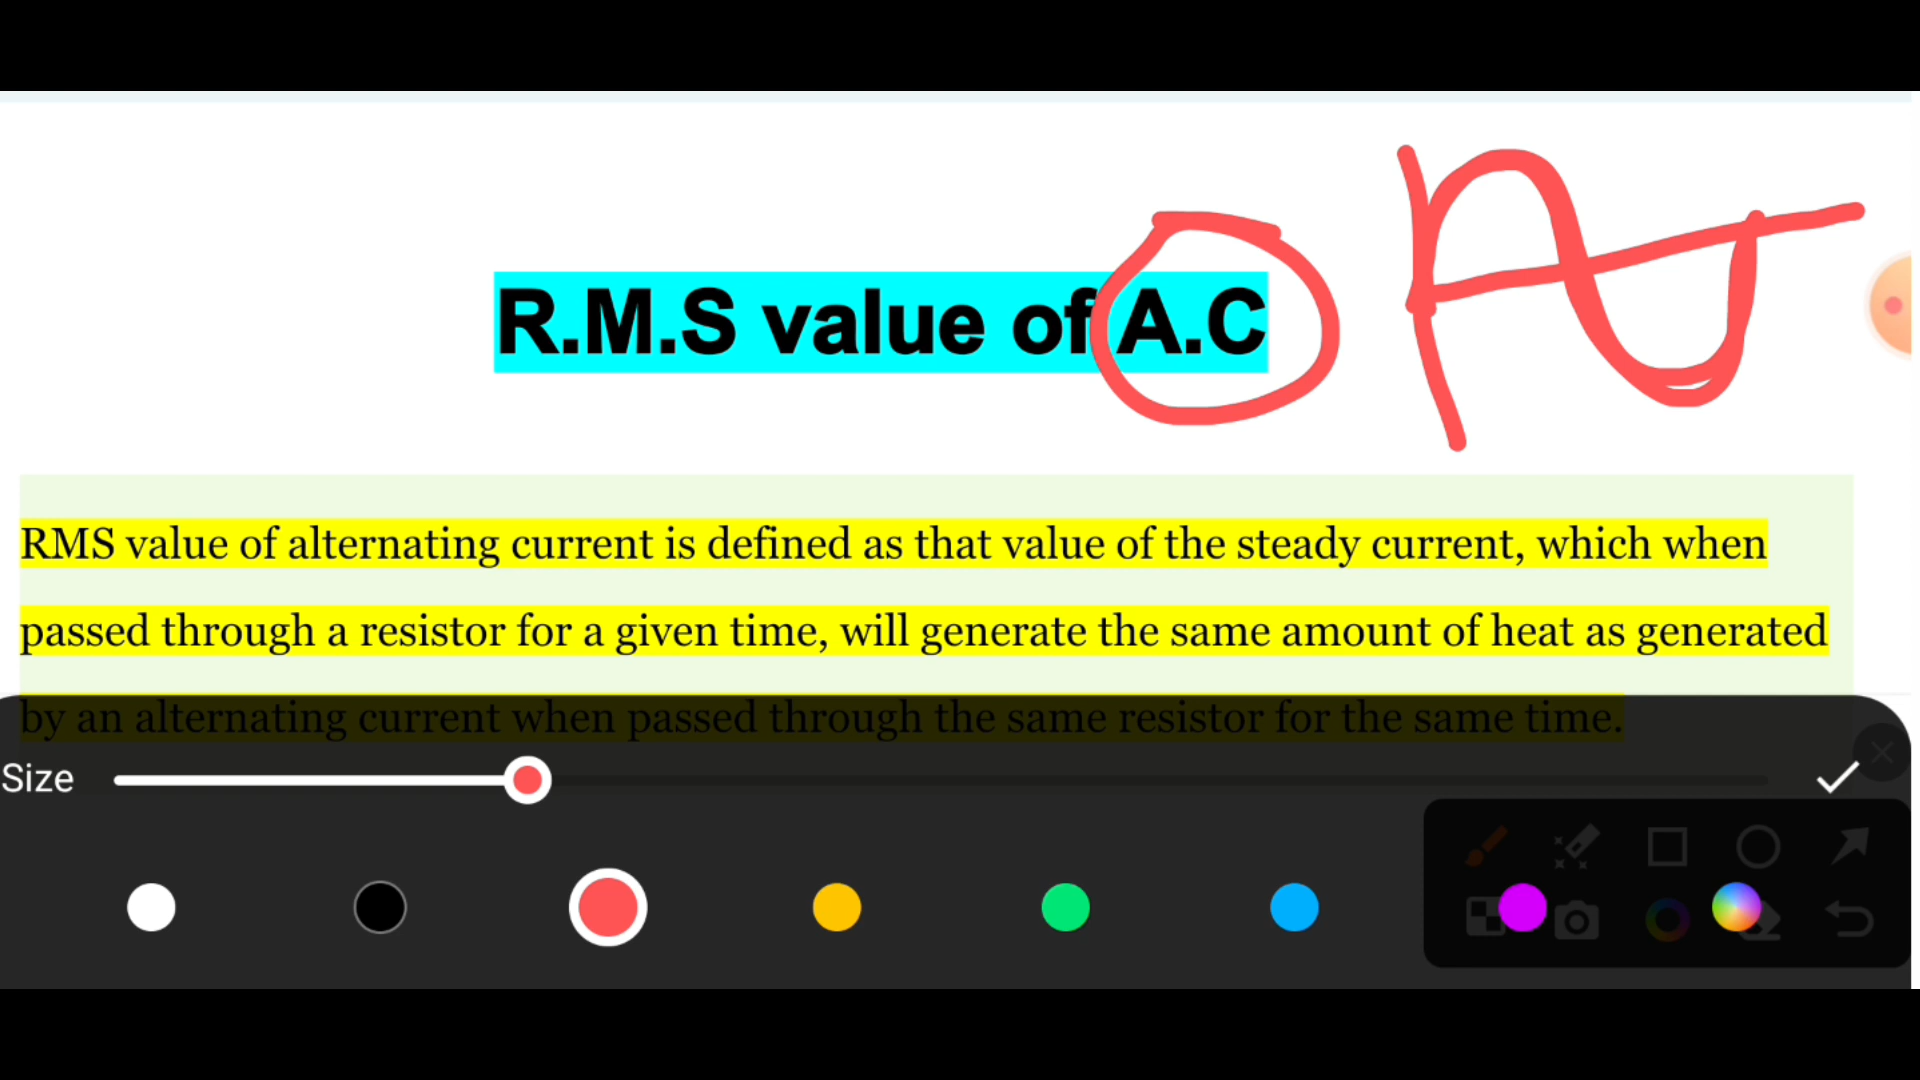 R.M.S value of A.C
RMS value of alternating current is defined as that value of the steady current, which when
passed through a resistor for a given time, will generate the same amount of heat as generated
by an alternating current when passed through the same resistor for the same time.
Size